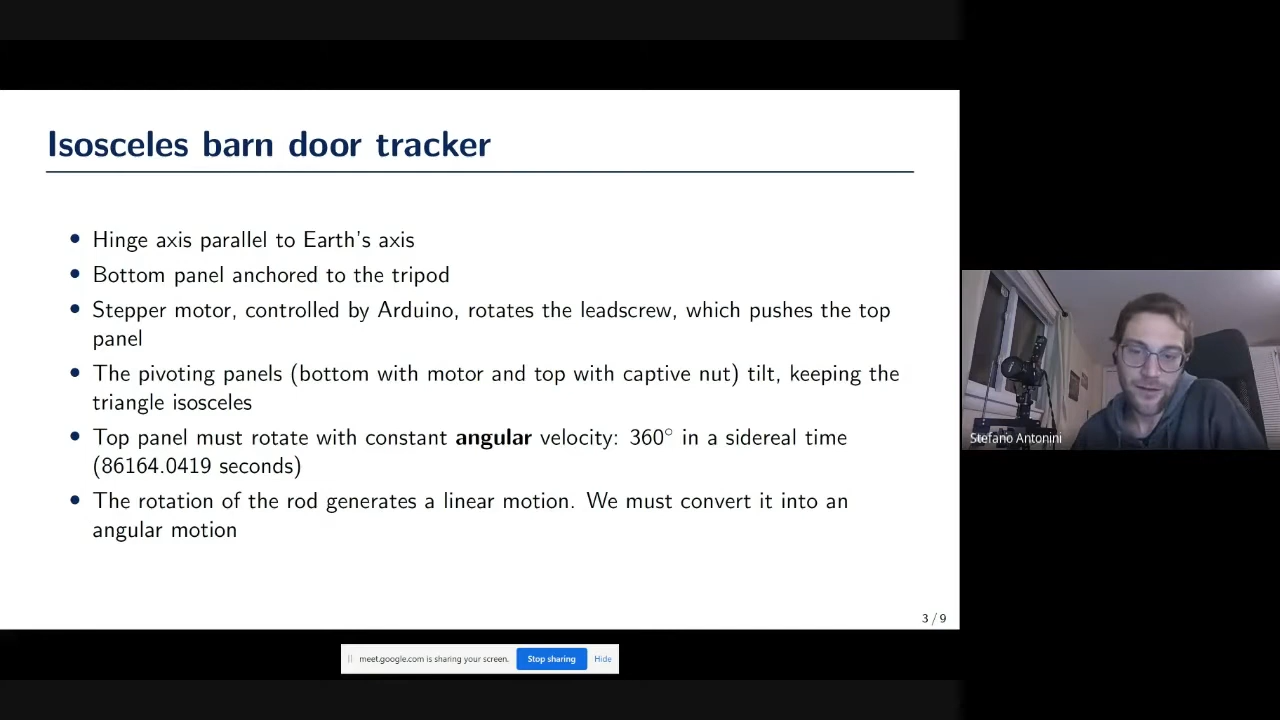 Isosceles barn door tracker
• Hinge axis parallel to Earth's axis
• Bottom panel anchored to the tripod
• Stepper motor, controlled by Arduino, rotates the leadscrew, which pushes the top
panel
• The pivoting panels (bottom with motor and top with captive nut) tilt, keeping the
triangle isosceles
• Top panel must rotate with constant angular velocity: 360° in a sidereal time
(86164.0419 seconds)
• The rotation of the rod generates a linear motion. We must convert it into an
angular motion
3 / 9
Stefano Antonini
meet.google.com is sharing your screen. Stop sharing Hide